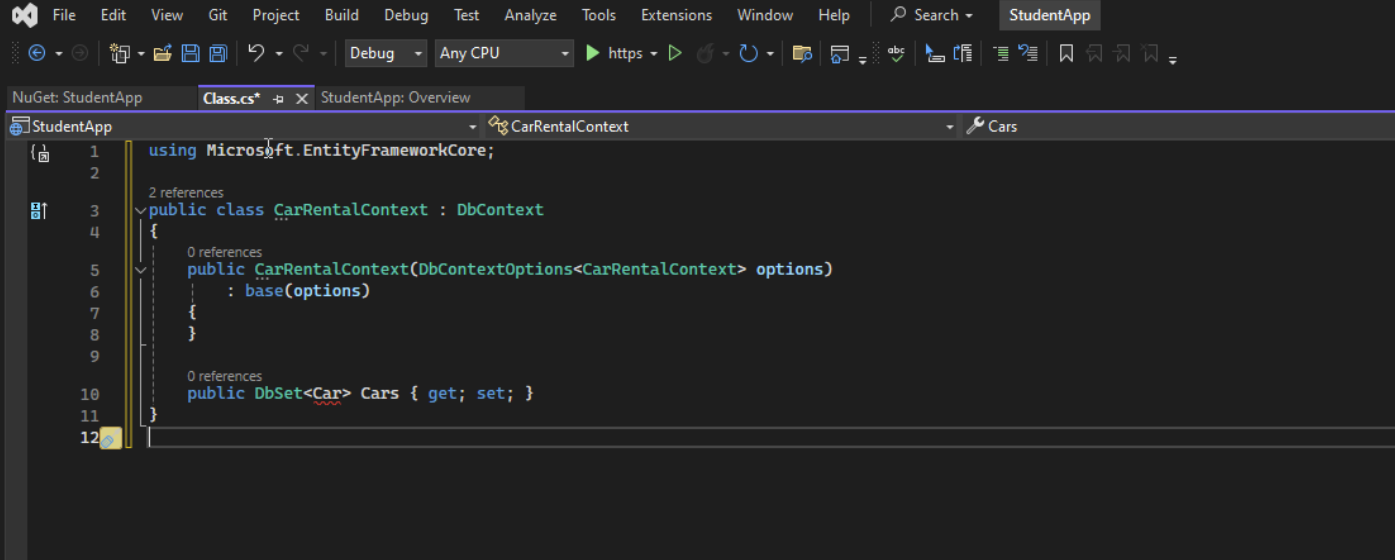 File Edit View Git Project Build Debug Test Analyze Tools Extensions Window Help Search StudentApp
Debug Any CPU https abc
NuGet: StudentApp Class.cs* StudentApp: Overview
StudentApp CarRentalContext Cars
1 using Microsoft.EntityFrameworkCore;
2
2 references
3 public class CarRentalContext : DbContext
4 {
0 references
5 public CarRentalContext(DbContextOptions<CarRentalContext> options)
6 : base(options)
7 {
8 }
9
0 references
10 public DbSet<Car> Cars { get; set; }
11 }
12